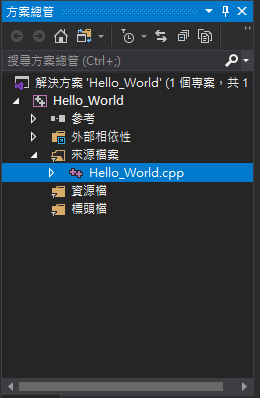 方案總管
搜尋方案總管 (Ctrl+;)
解決方案 'Hello_World' (1 個專案，共 1
Hello_World
參考
外部相依性
來源檔案
Hello_World.cpp
資源檔
標頭檔